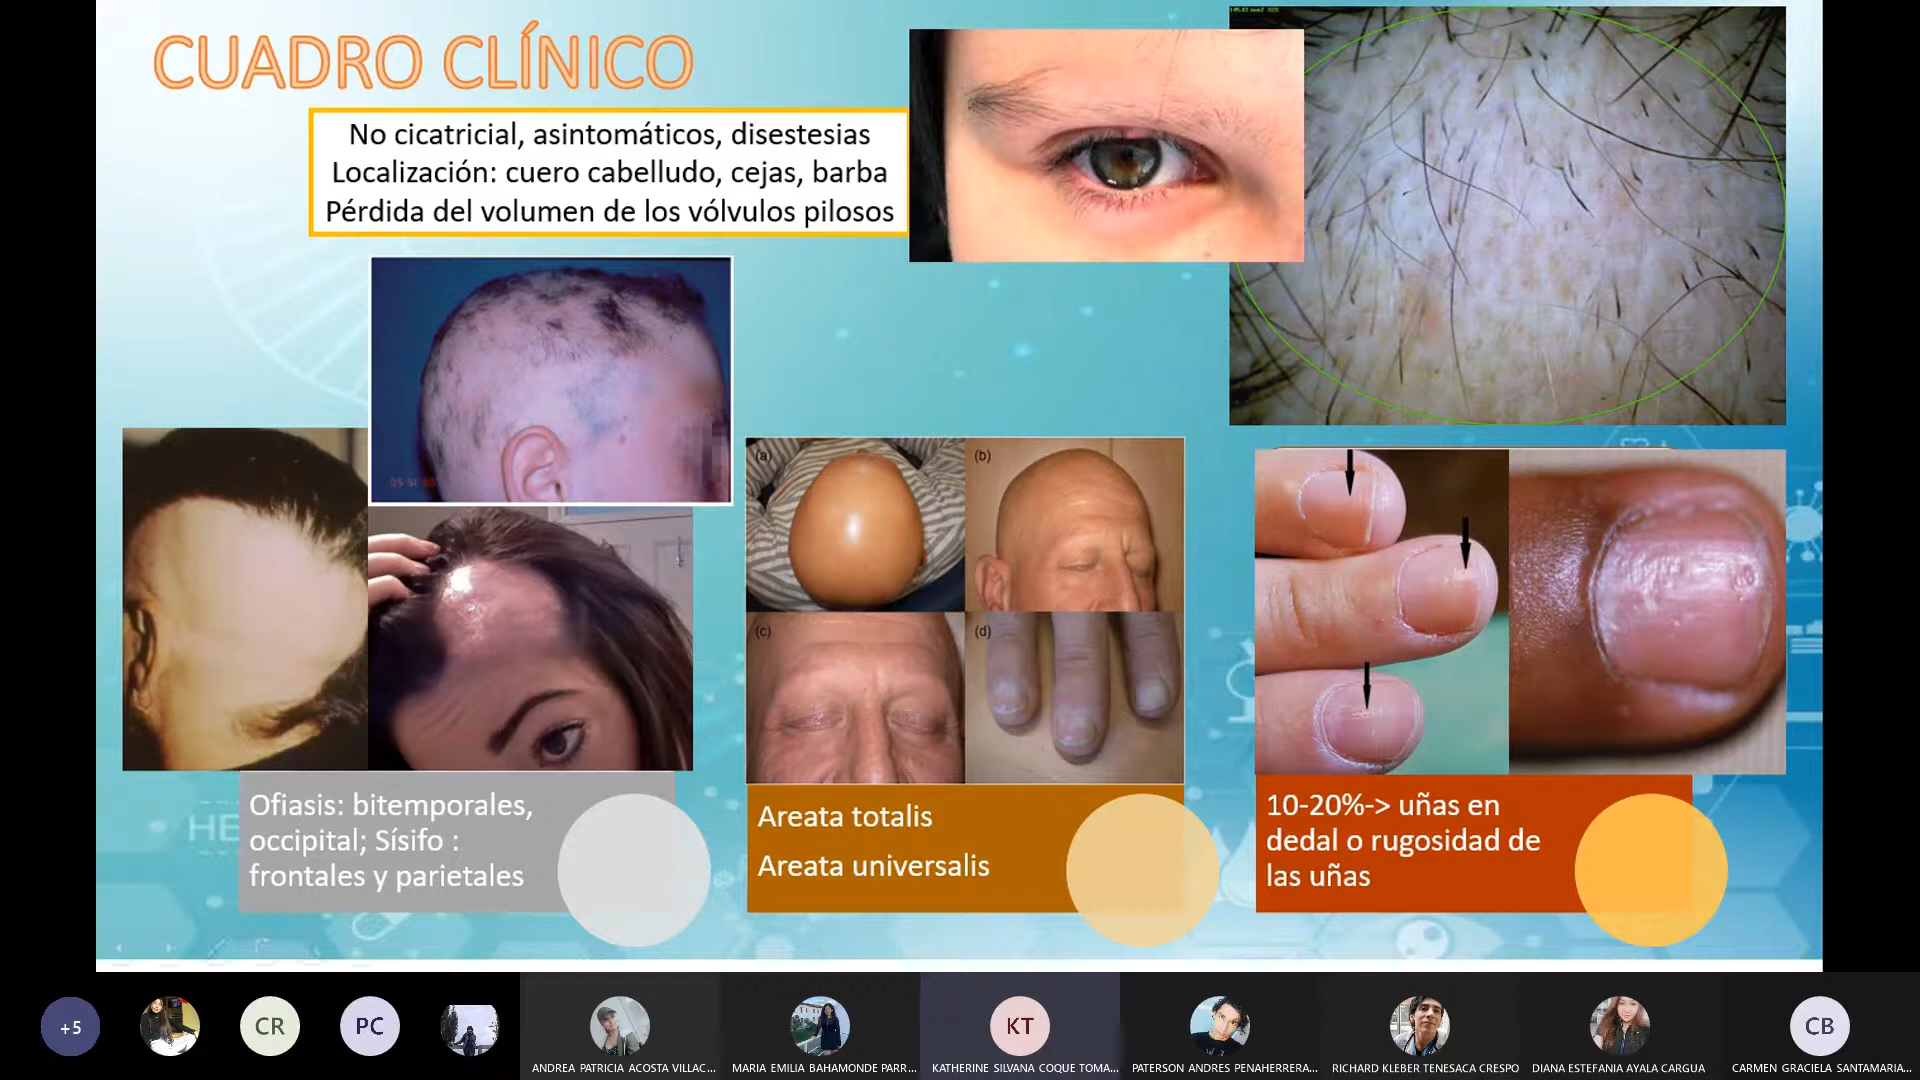 CUADRO CLÍNICO
No cicatricial, asintomáticos, disestesias
Localización: cuero cabelludo, cejas, barba
Pérdida del volumen de los vólvulos pilosos
(a)
(b)
(c)
(d)
Ofiasis: bitemporales,
occipital; Sísifo :
frontales y parietales
Areata totalis
Areata universalis
10-20%-> uñas en
dedal o rugosidad de
las uñas
HE
+5
CR
PC
KT
CB
ANDREA PATRICIA ACOSTA VILLAC...
MARIA EMILIA BAHAMONDE PARR...
KATHERINE SILVANA COQUE TOMA...
PATERSON ANDRES PENAHERRERA...
RICHARD KLEBER TENESACA CRESPO
DIANA ESTEFANIA AYALA CARGUA
CARMEN GRACIELA SANTAMARIA...